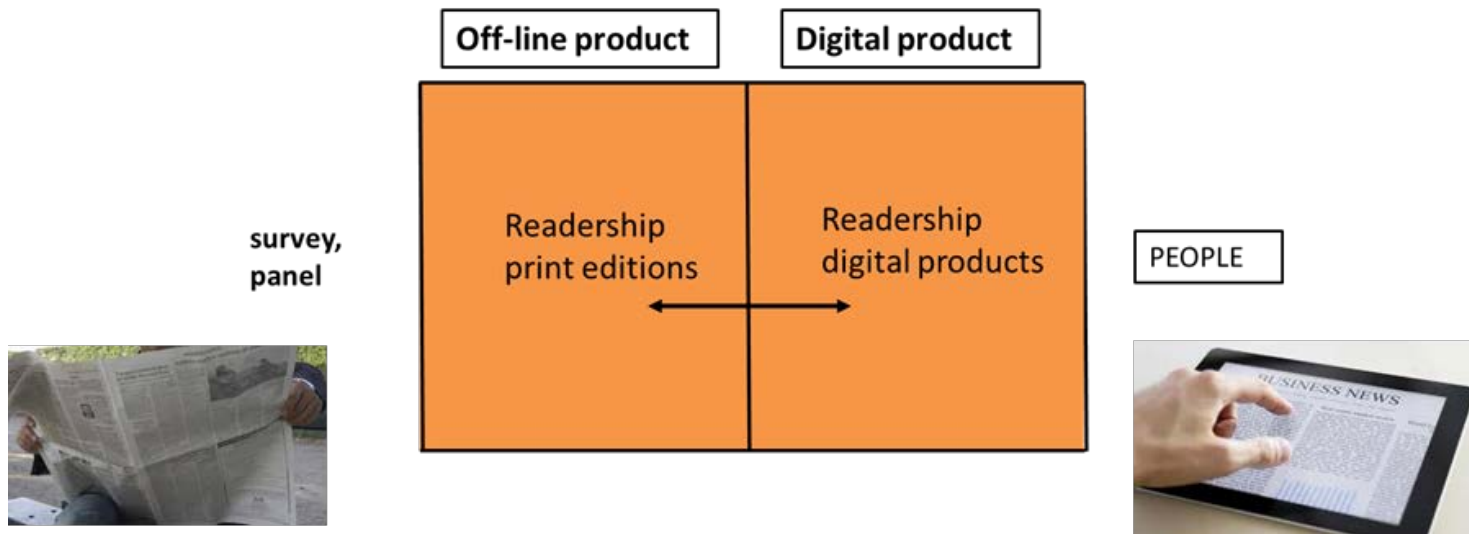 Off-line product
Digital product
survey,
panel
Readership
print editions
Readership
digital products
PEOPLE
BUSINESS NEWS